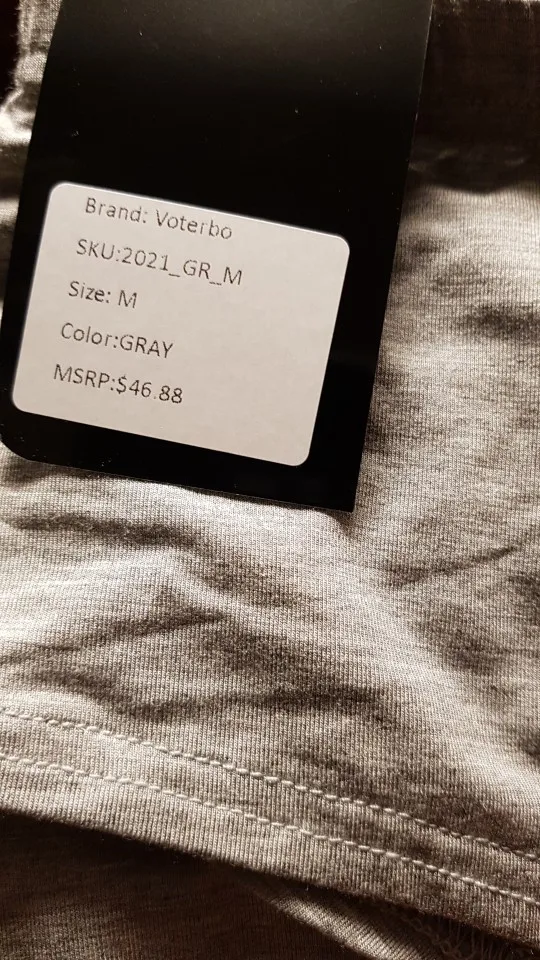 Brand: Voterbo
SKU:2021_GR_M
Size: M
Color:GRAY
MSRP:$46.88